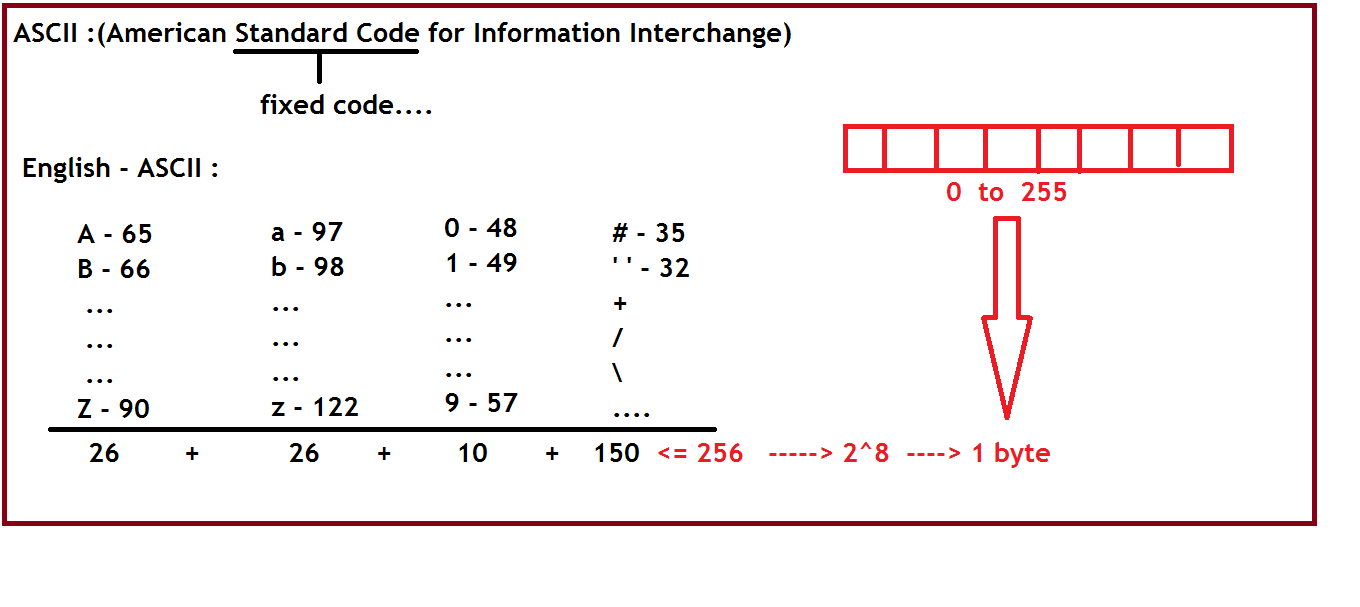 ASCII :(American Standard Code for Information Interchange)
fixed code....
English - ASCII :
0 to 255
A - 65 a - 97 0 - 48 # - 35
B - 66 b - 98 1 - 49 ' ' - 32
... ... ... +
... ... ... /
... ... ... \
Z - 90 z - 122 9 - 57 ....
26 + 26 + 10 + 150 <= 256 -----> 2^8 ----> 1 byte